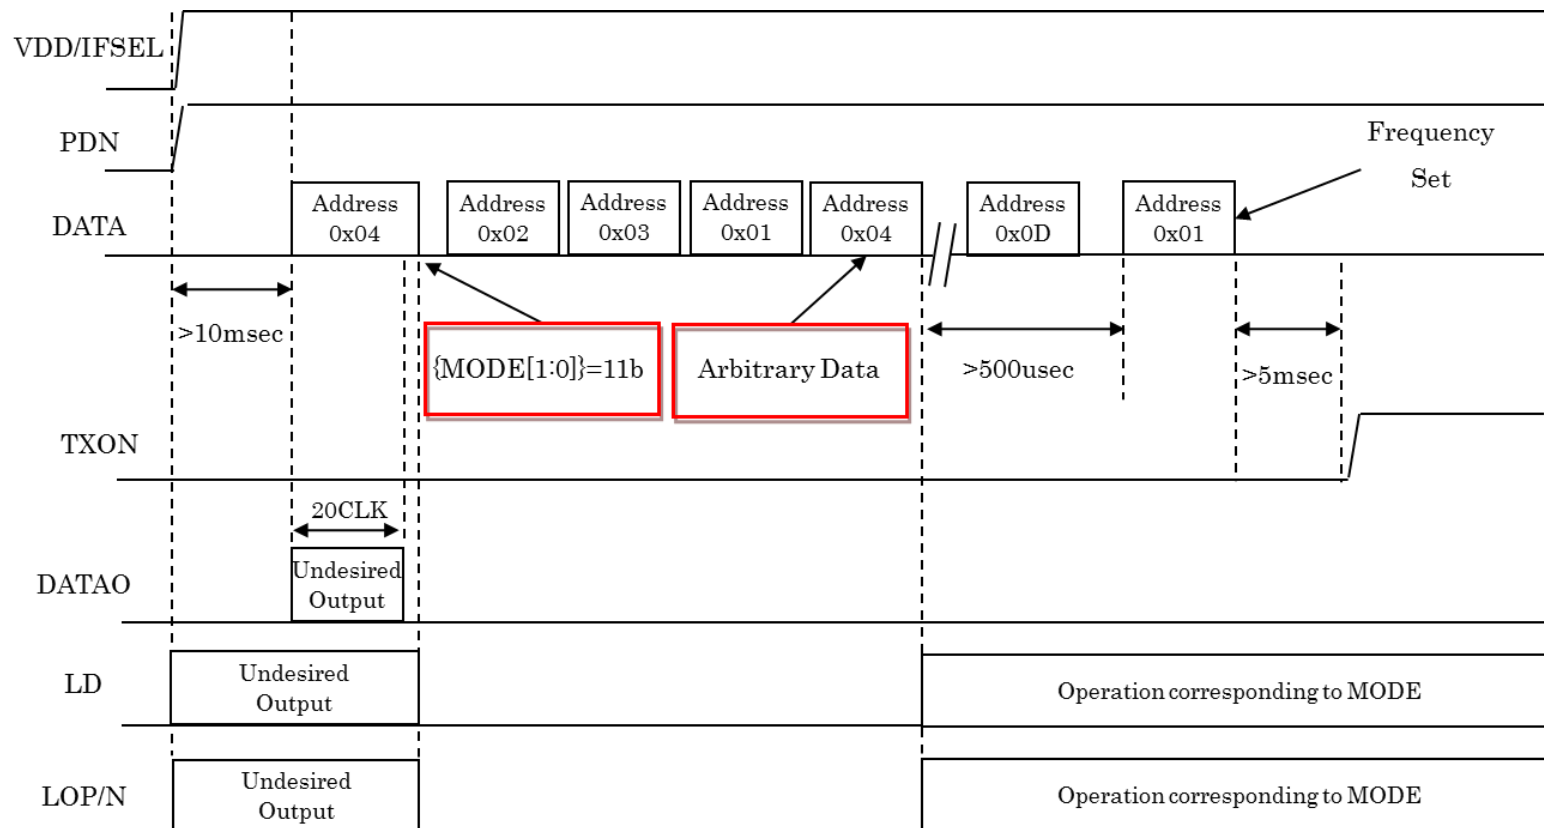 VDD/IFSEL
PDN
Frequency
Set
DATA
Address
0x04
Address
0x02
Address
0x03
Address
0x01
Address
0x04
Address
0x0D
Address
0x01
>10msec
{MODE[1:0]}=11b
Arbitrary Data
>500usec
>5msec
TXON
20CLK
DATAO
Undesired
Output
LD
Undesired
Output
Operation corresponding to MODE
LOP/N
Undesired
Output
Operation corresponding to MODE